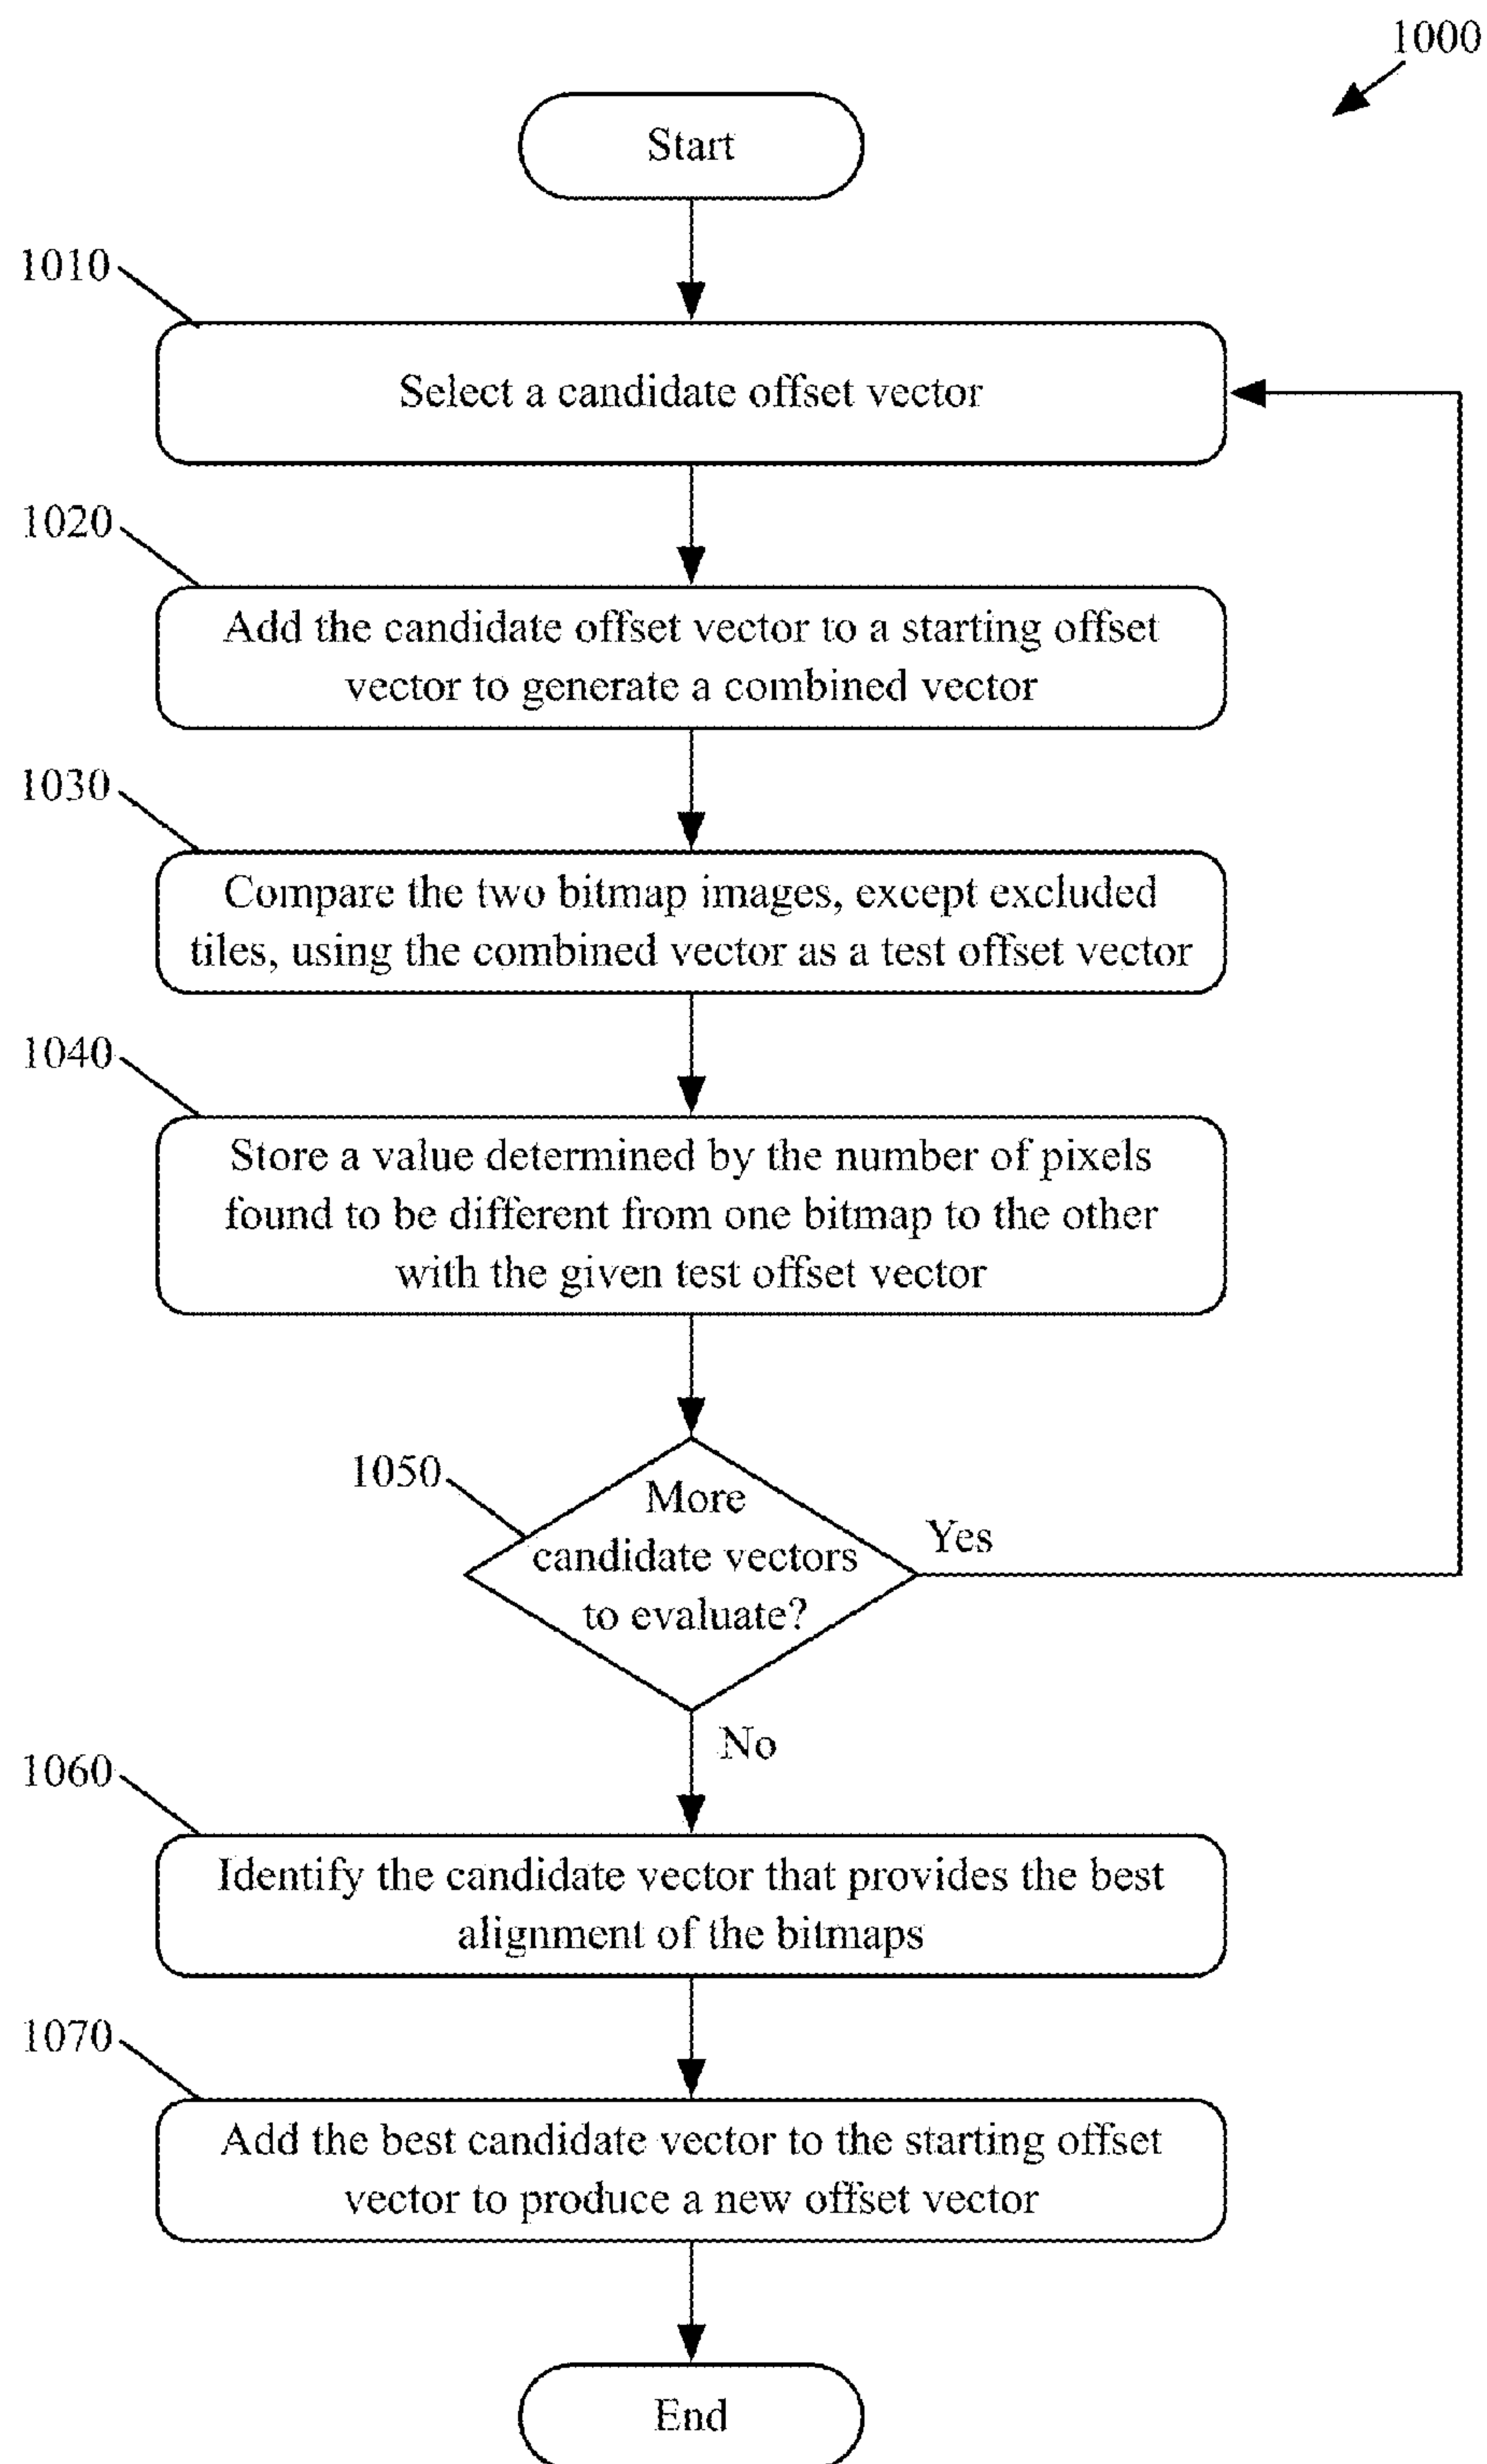 1000
Start
1010
Select a candidate offset vector
1020
Add the candidate offset vector to a starting offset
vector to generate a combined vector
1030
Compare the two bitmap images, except excluded
tiles, using the combined vector as a test offset vector
1040
Store a value determined by the number of pixels
found to be different from one bitmap to the other
with the given test offset vector
1050
More
candidate vectors
to evaluate?
Yes
No
1060
Identify the candidate vector that provides the best
alignment of the bitmaps
1070
Add the best candidate vector to the starting offset
vector to produce a new offset vector
End